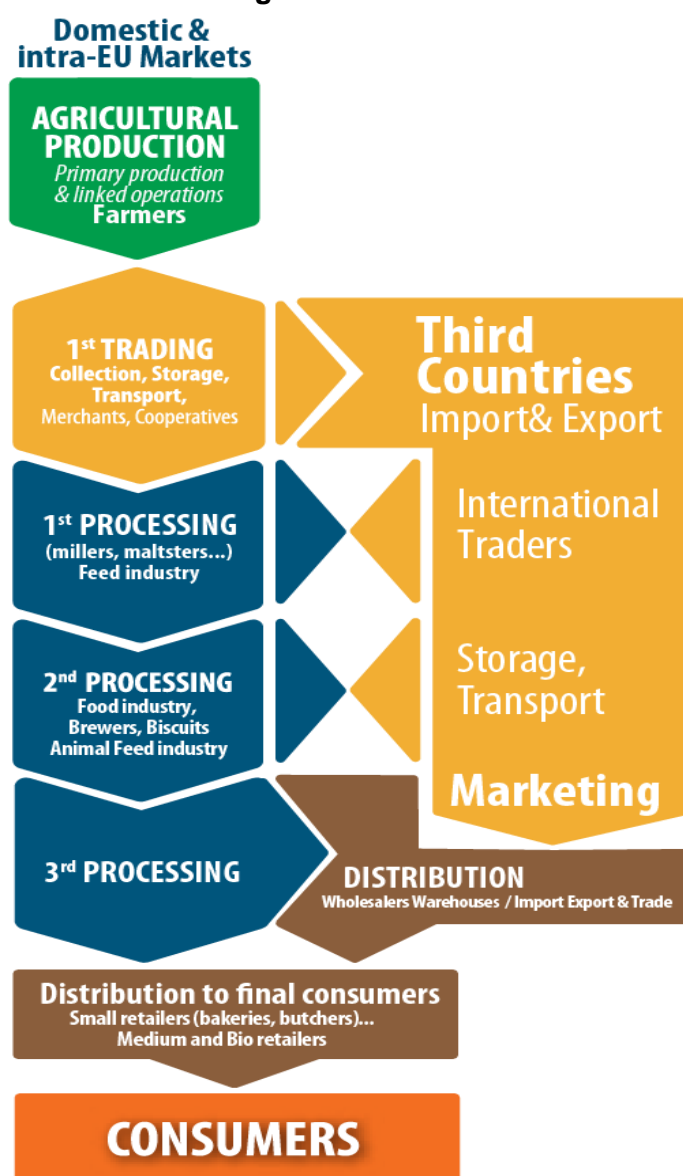 Domestic &
intra-EU Markets
AGRICULTURAL
PRODUCTION
Primary production
& linked operations
Farmers
1st TRADING
Collection, Storage,
Transport,
Merchants, Cooperatives
Third
Countries
Import& Export
1st PROCESSING
(millers, maltsters...)
Feed industry
International
Traders
2nd PROCESSING
Food industry,
Brewers, Biscuits
Animal Feed industry
Storage,
Transport
Marketing
3rd PROCESSING
DISTRIBUTION
Wholesalers Warehouses / Import Export & Trade
Distribution to final consumers
Small retailers (bakeries, butchers)...
Medium and Bio retailers
CONSUMERS